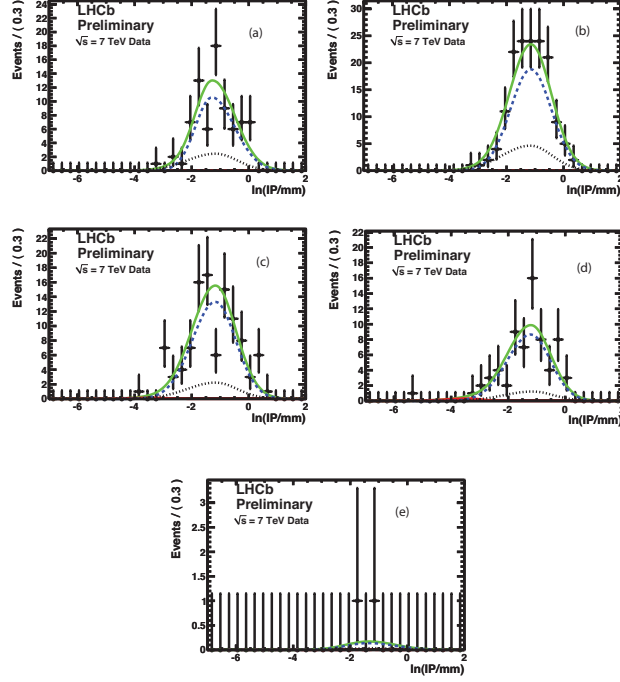 24
22
20
18
16
14
12
10
8
6
4
2
0
Events / ( 0.3 )
LHCb
Preliminary
√s = 7 TeV Data
(a)
-6 -4 -2 0 2
ln(IP/mm)
30
25
20
15
10
5
0
Events / ( 0.3 )
LHCb
Preliminary
√s = 7 TeV Data
(b)
-6 -4 -2 0
ln(IP/mm)
22
20
18
16
14
12
10
8
6
4
2
0
Events / ( 0.3 )
LHCb
Preliminary
√s = 7 TeV Data
(c)
-6 -4 -2 0 2
ln(IP/mm)
22
20
18
16
14
12
10
8
6
4
2
0
Events / ( 0.3 )
LHCb
Preliminary
√s = 7 TeV Data
(d)
-6 -4 -2 0
ln(IP/mm)
3
2.5
2
1.5
1
0.5
0
Events / ( 0.3 )
LHCb
Preliminary
√s = 7 TeV Data
(e)
-6 -4 -2 0 2
ln(IP/mm)